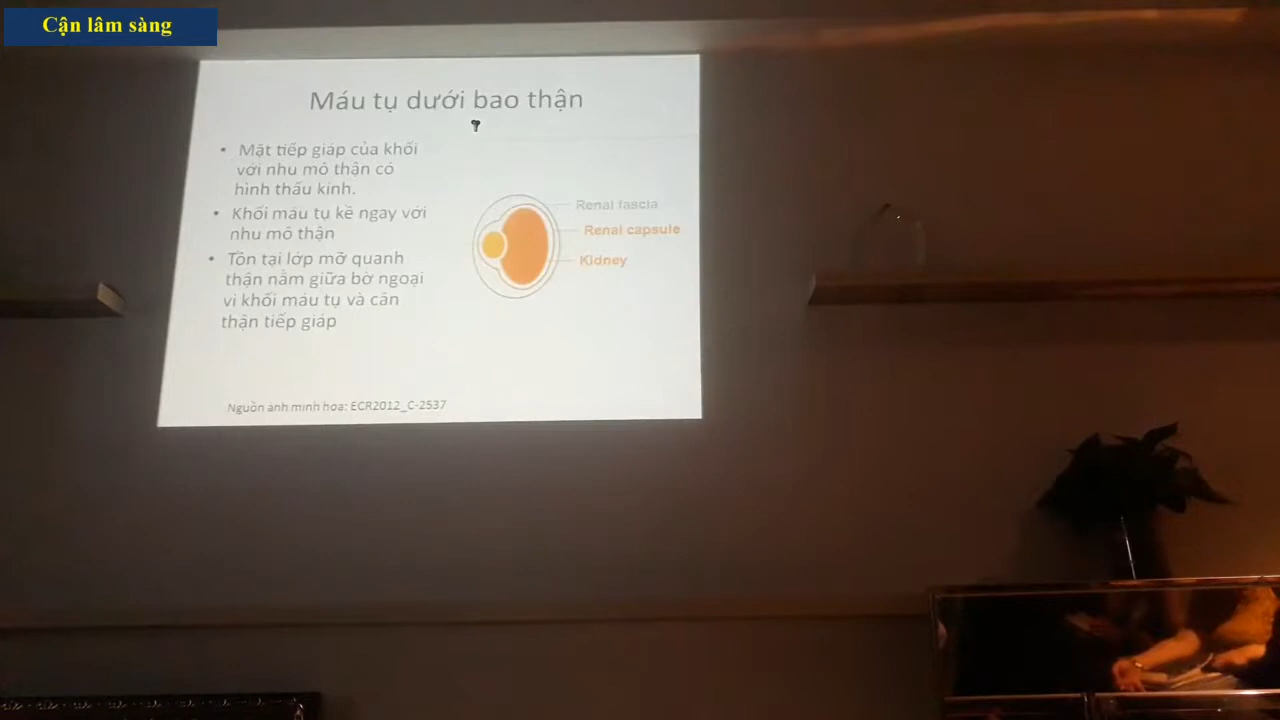 Cận lâm sàng
Máu tụ dưới bao thận
• Mặt tiếp giáp của khối
với nhu mô thận có
hình thấu kính.
• Khối máu tụ kề ngay với
nhu mô thận
• Tồn tại lớp mỡ quanh
thận nằm giữa bờ ngoại
vi khối máu tụ và cân
thận tiếp giáp
Renal fascia
Renal capsule
Kidney
Nguồn ảnh minh họa: ECR2012_C-2537